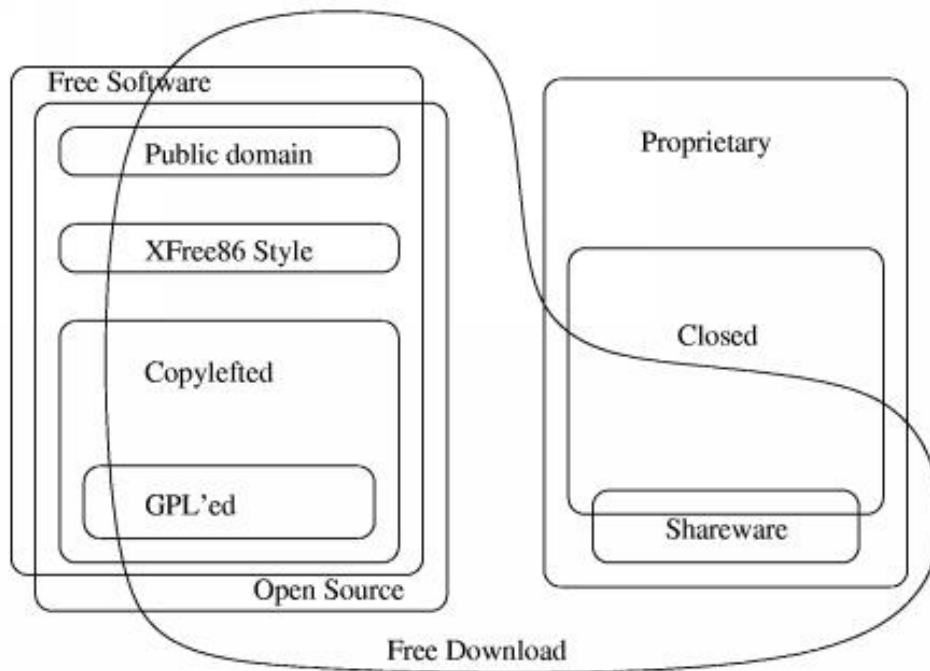 Free Software
Public domain
XFree86 Style
Copylefted
GPL'ed
Open Source
Proprietary
Closed
Shareware
Free Download